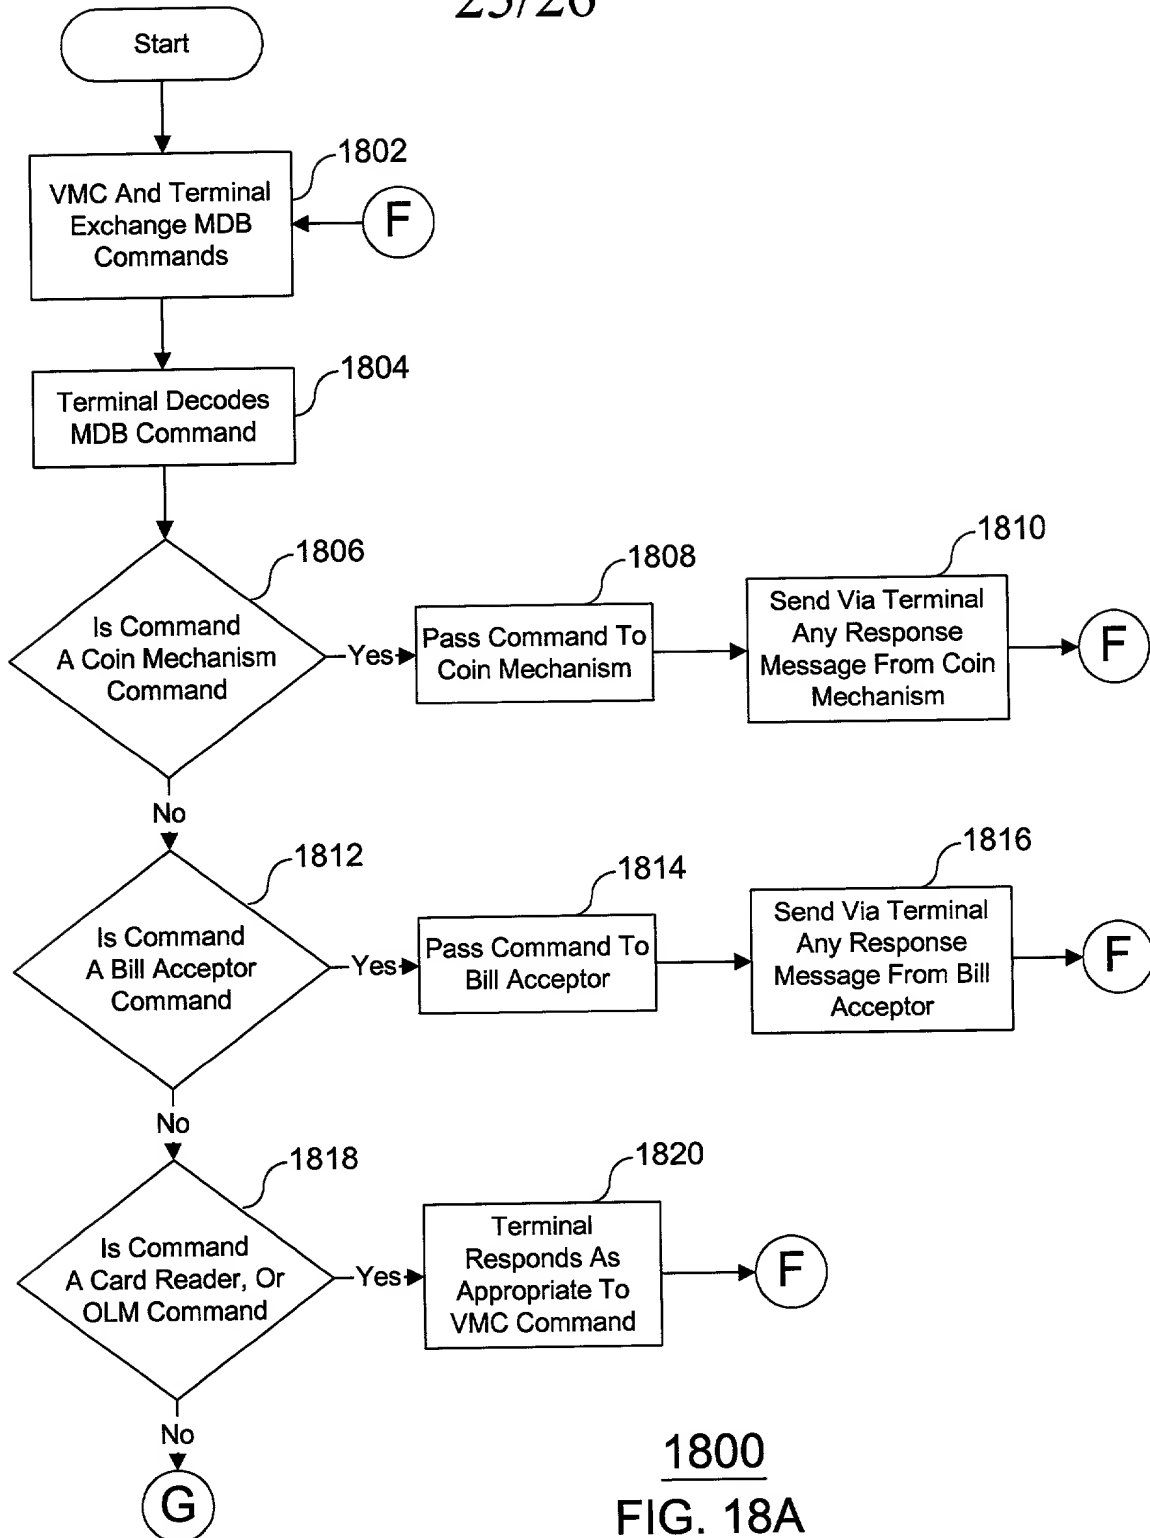 25/26
Start
1802
VMC And Terminal
Exchange MDB
Commands
F
1804
Terminal Decodes
MDB Command
1806
Is Command
A Coin Mechanism
Command
Yes
1808
Pass Command To
Coin Mechanism
1810
Send Via Terminal
Any Response
Message From Coin
Mechanism
F
No
1812
Is Command
A Bill Acceptor
Command
Yes
1814
Pass Command To
Bill Acceptor
1816
Send Via Terminal
Any Response
Message From Bill
Acceptor
F
No
1818
Is Command
A Card Reader, Or
OLM Command
Yes
1820
Terminal
Responds As
Appropriate To
VMC Command
F
No
G
1800
FIG. 18A